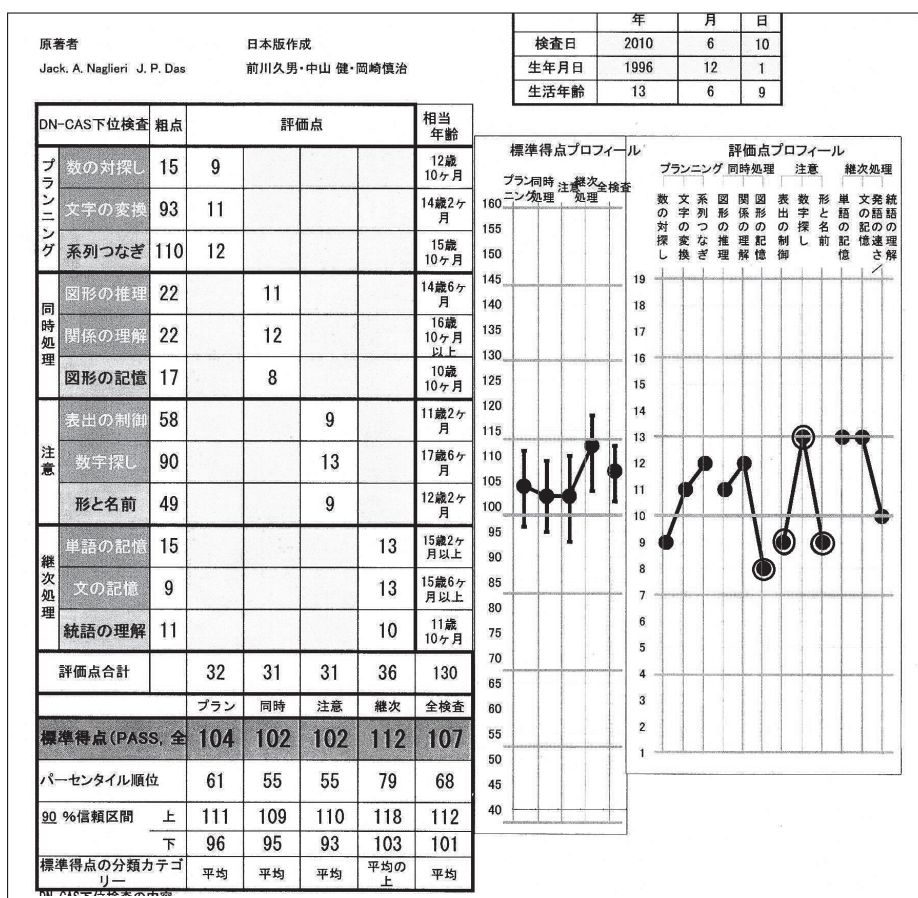 年 月 日
検査日 2010 6 10
生年月日 1996 12 1
生活年齢 13 6 9
原著者 日本版作成
Jack. A. Naglieri J. P. Das 前川久男・中山 健・岡崎慎治
DN-CAS下位検査 粗点 評価点 相当年齢
プランニング
数の対探し 15 9 12歳10ヶ月
文字の変換 93 11 14歳2ヶ月
系列つなぎ 110 12 15歳10ヶ月
同時処理
図形の推理 22 11 14歳6ヶ月
関係の理解 22 12 16歳10ヶ月以上
図形の記憶 17 8 10歳10ヶ月
注意
表出の制御 58 9 11歳2ヶ月
数字探し 90 13 17歳6ヶ月
形と名前 49 9 12歳2ヶ月
継次処理
単語の記憶 15 13 15歳2ヶ月以上
文の記憶 9 13 15歳6ヶ月以上
統語の理解 11 10 11歳10ヶ月
評価点合計 32 31 31 36 130
プラン 同時 注意 継次 全検査
標準得点(PASS, 全 104 102 102 112 107
パーセンタイル順位 61 55 55 79 68
90 %信頼区間 上 111 109 110 118 112
下 96 95 93 103 101
標準得点の分類カテゴリー 平均 平均 平均 平均の上 平均
DN-CAS下位検査の内容
標準得点プロフィール
プランニング 同時処理 注意 継次処理 全検査
160
155
150
145
140
135
130
125
120
115
110
105
100
95
90
85
80
75
70
65
60
55
50
45
40
評価点プロフィール
プランニング 同時処理 注意 継次処理
数の対探し 文字の変換 系列つなぎ 図形の推理 関係の理解 図形の記憶 表出の制御 数字探し 形と名前 単語の記憶 文の記憶 発語の速さ/統語の理解
19
18
17
16
15
14
13
12
11
10
9
8
7
6
5
4
3
2
1